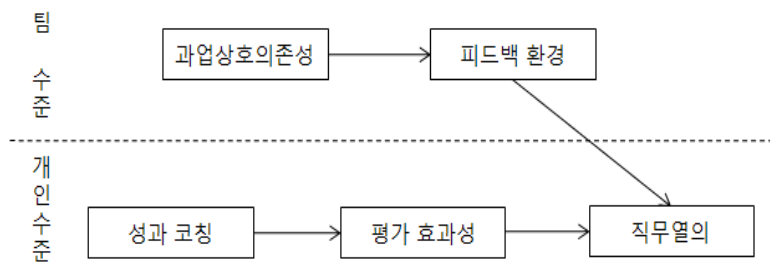 팀 수준
과업상호의존성
피드백 환경
개인수준
성과 코칭
평가 효과성
직무열의